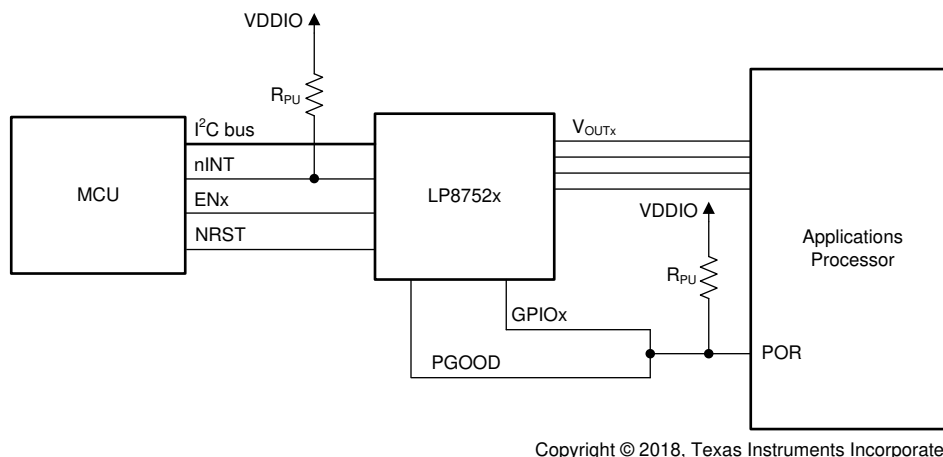 VDDIO
RPU
I²C bus
nINT
ENx
NRST
MCU
LP8752x
VOUTx
VDDIO
RPU
Applications
Processor
GPIOx
PGOOD
POR
Copyright © 2018, Texas Instruments Incorporate